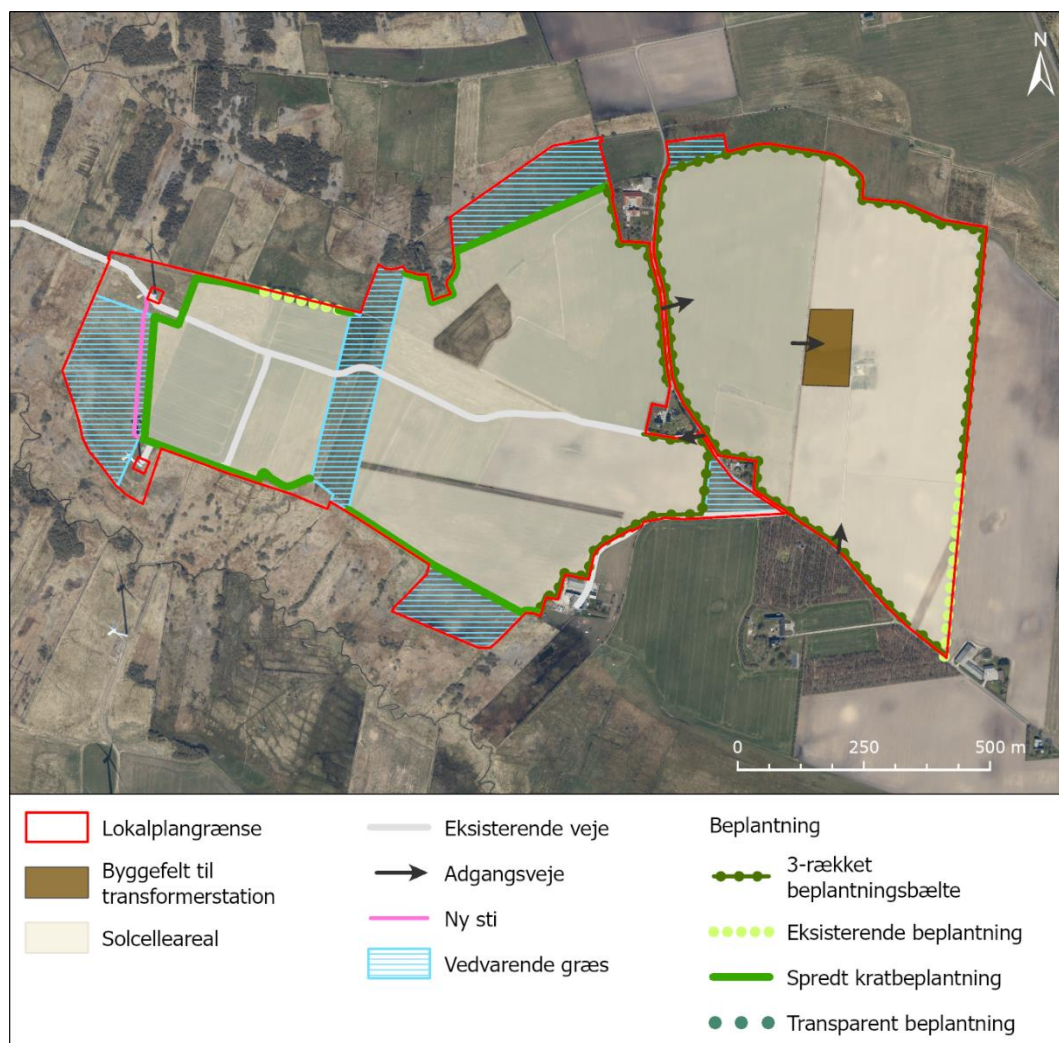 N
0 250 500 m
Lokalplangrænse
Byggefelt til
transformerstation
Solcelleareal
Eksisterende veje
Adgangsveje
Ny sti
Vedvarende græs
Beplantning
3-rækket
beplantningsbælte
Eksisterende beplantning
Spredt kratbeplantning
Transparent beplantning